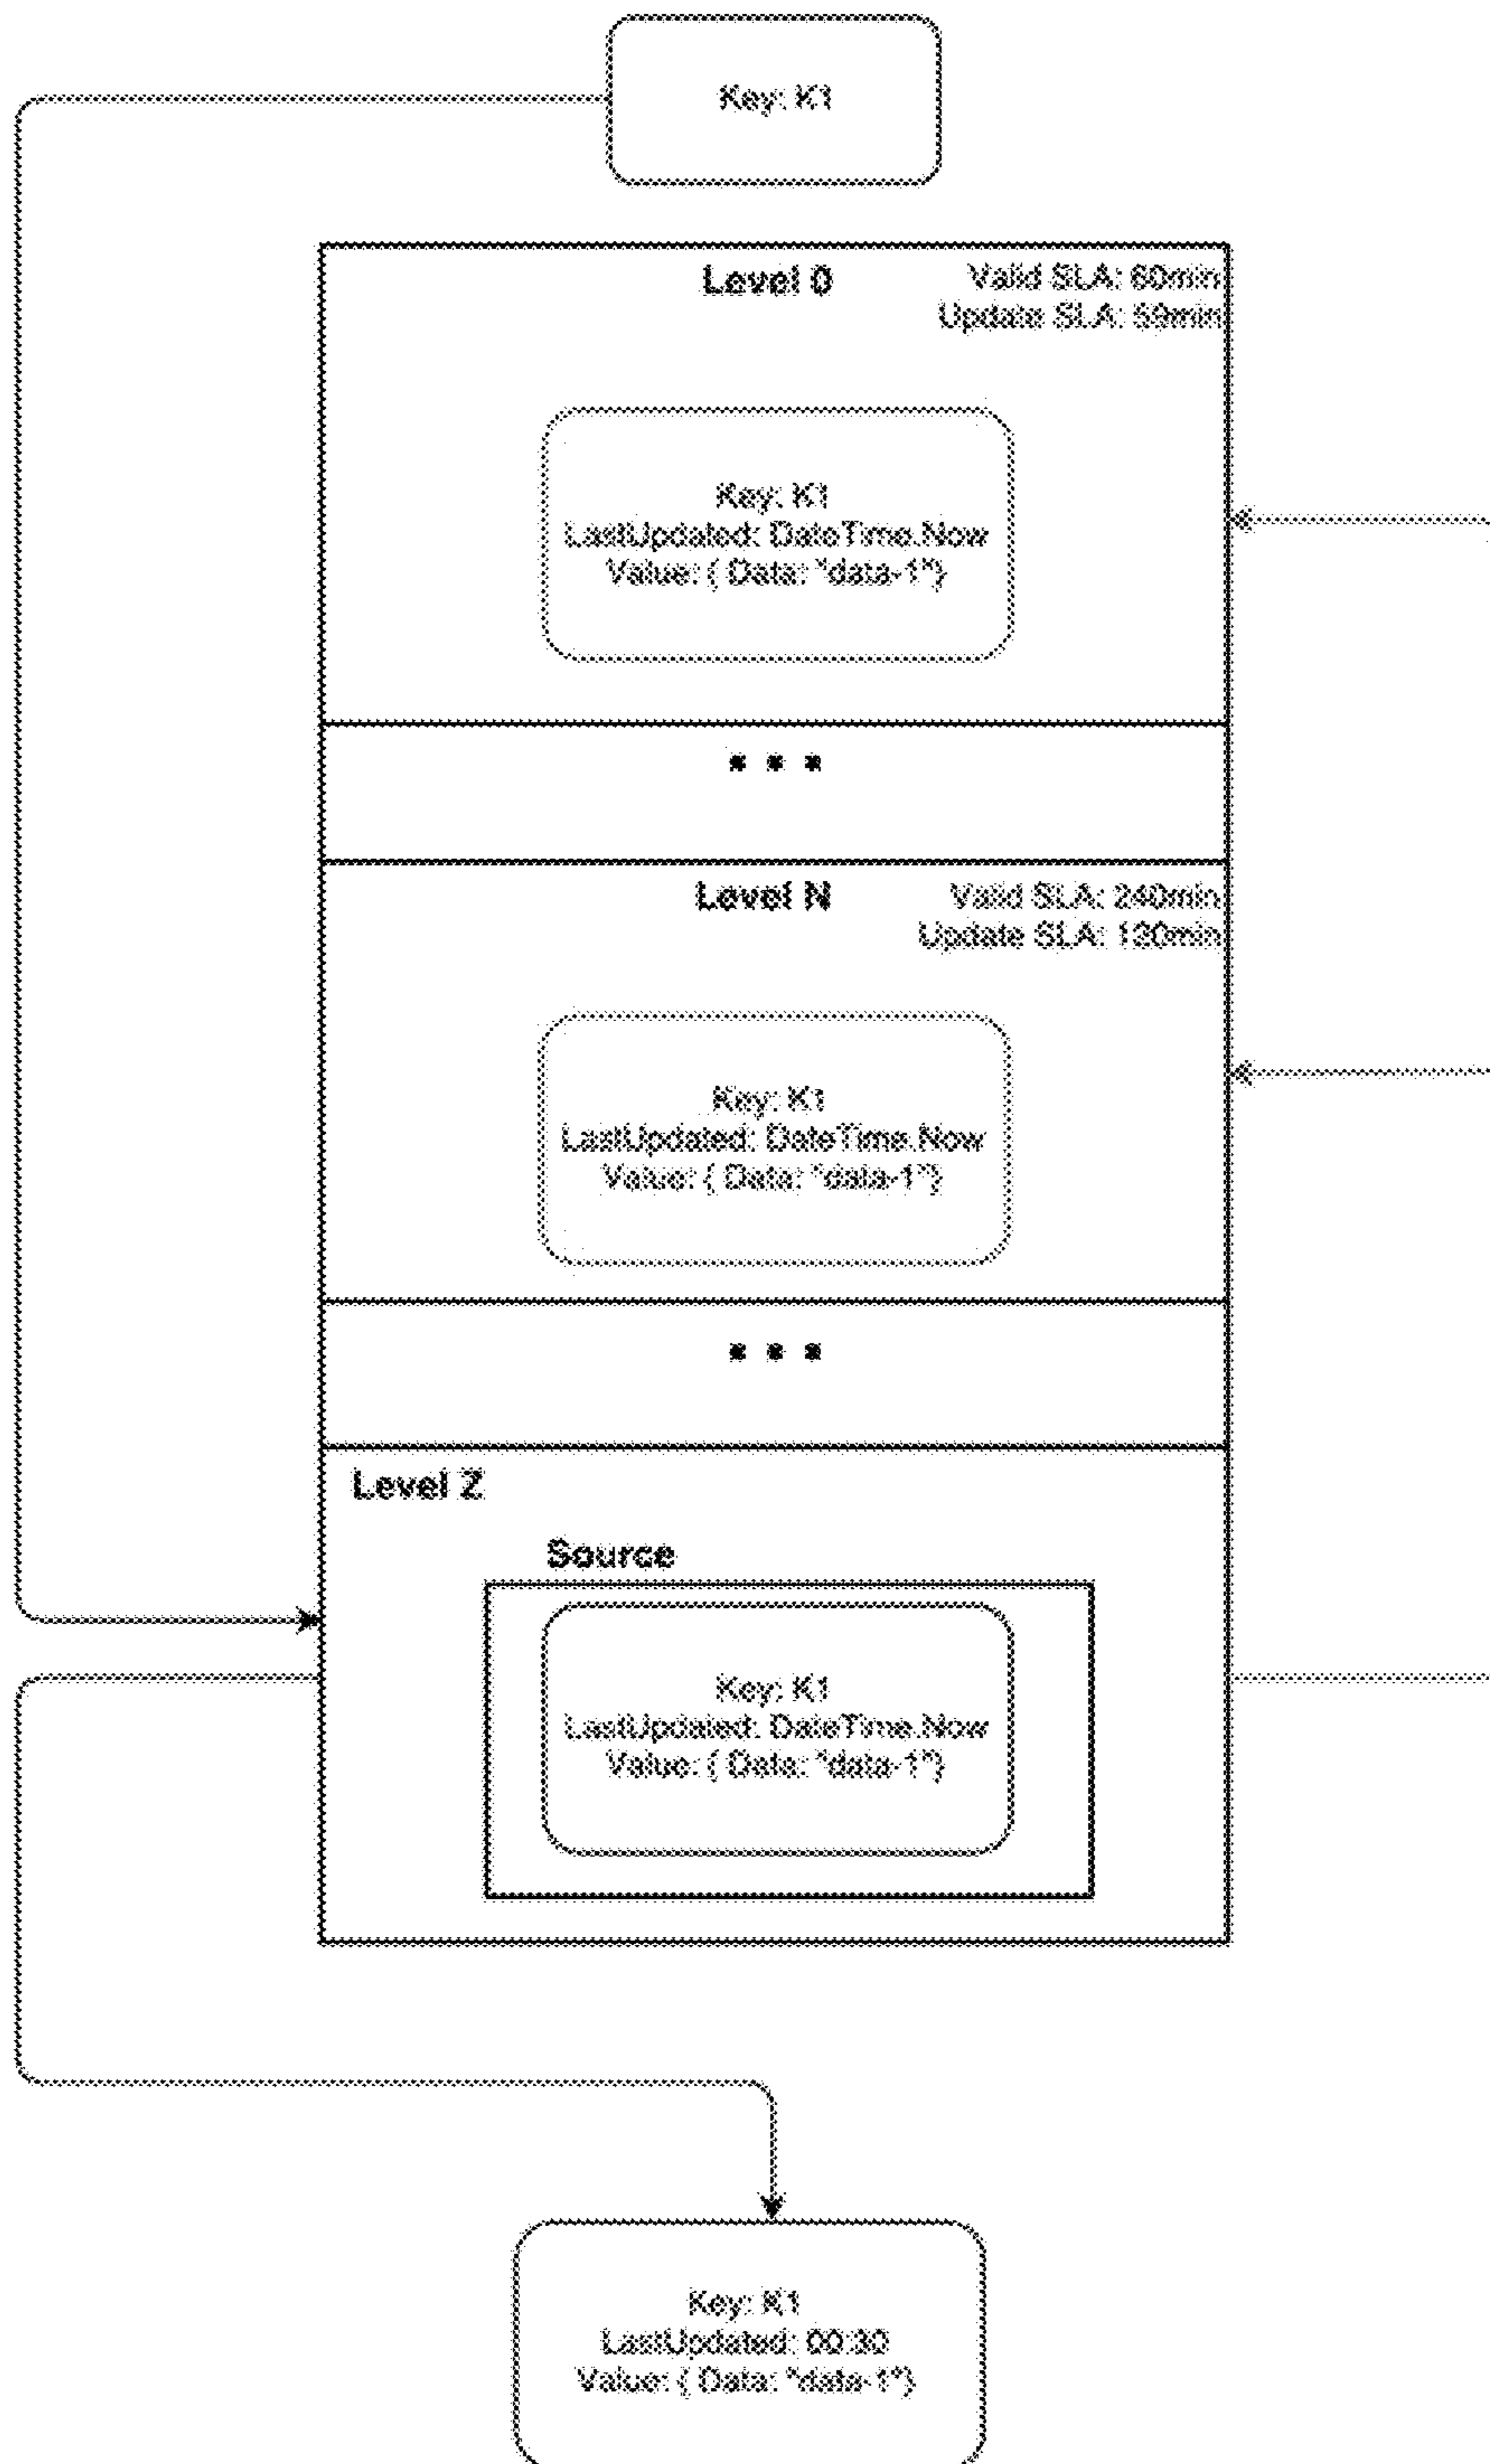 Key: K1
Level 0
Valid SLA: 60min
Update SLA: 59min
Key: K1
LastUpdated: DateTime.Now
Value: { Data: "data-1"}
Level N
Valid SLA: 240min
Update SLA: 120min
Key: K1
LastUpdated: DateTime.Now
Value: { Data: "data-1"}
Level Z
Source
Key: K1
LastUpdated: DateTime.Now
Value: { Data: "data-1"}
Key: K1
LastUpdated: 00:30
Value: { Data: "data-1"}